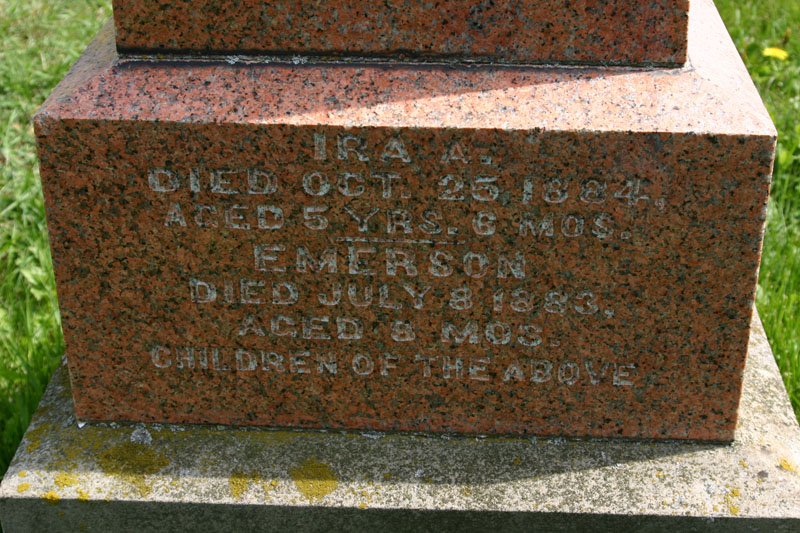 IRA A.
DIED OCT. 25, 1884,
AGED 5 YRS. 6 MOS.
EMERSON
DIED JULY 8 1883,
AGED 8 MOS.
CHILDREN OF THE ABOVE